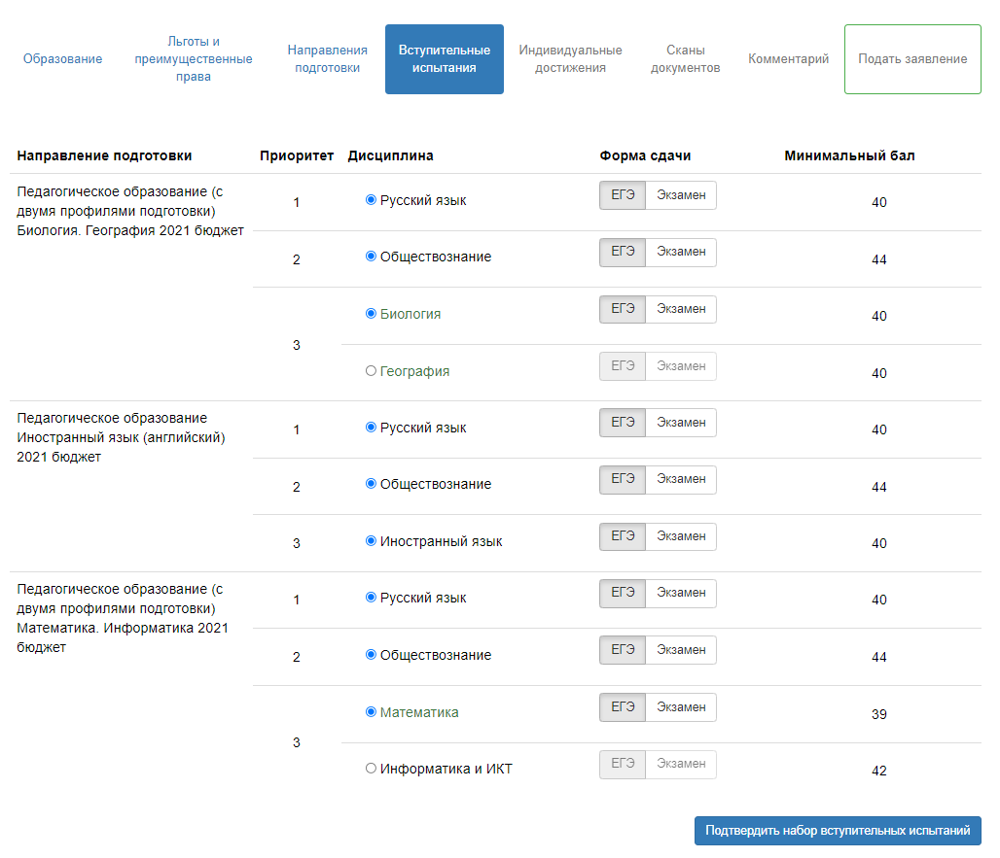 Образование
Льготы и
преимущественные
права
Направления
подготовки
Вступительные
испытания
Индивидуальные
достижения
Сканы
документов
Комментарий
Подать заявление
Направление подготовки Приоритет Дисциплина Форма сдачи Минимальный бал
Педагогическое образование (с
двумя профилями подготовки)
Биология. География 2021 бюджет
1 Русский язык ЕГЭ Экзамен 40
2 Обществознание ЕГЭ Экзамен 44
3
Биология ЕГЭ Экзамен 40
География ЕГЭ Экзамен 40
Педагогическое образование
Иностранный язык (английский)
2021 бюджет
1 Русский язык ЕГЭ Экзамен 40
2 Обществознание ЕГЭ Экзамен 44
3 Иностранный язык ЕГЭ Экзамен 40
Педагогическое образование (с
двумя профилями подготовки)
Математика. Информатика 2021
бюджет
1 Русский язык ЕГЭ Экзамен 40
2 Обществознание ЕГЭ Экзамен 44
3
Математика ЕГЭ Экзамен 39
Информатика и ИКТ ЕГЭ Экзамен 42
Подтвердить набор вступительных испытаний